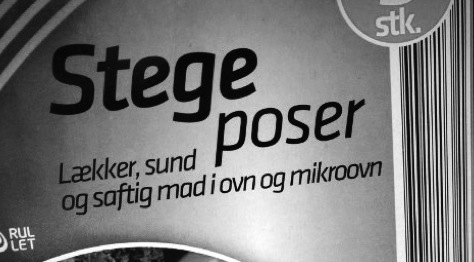 stk.
Stege
poser
Lækker, sund
og saftig mad i ovn og mikroovn
RUL
LET